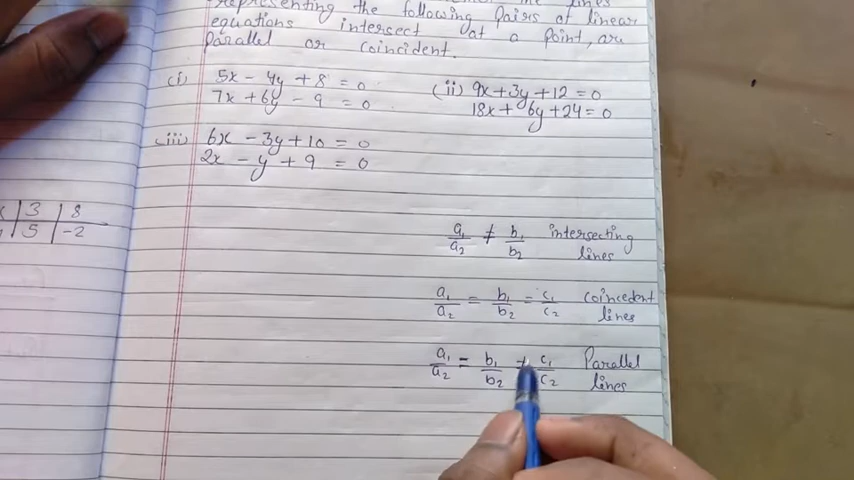 representing the following pairs of linear
equations intersect at a point, are
parallel or coincident.
(i) 5x - 4y + 8 = 0
7x + 6y - 9 = 0
(ii) 9x + 3y + 12 = 0
18x + 6y + 24 = 0
(iii) 6x - 3y + 10 = 0
2x - y + 9 = 0
3 | 8
5 | -2
a₁/a₂ ≠ b₁/b₂ intersecting
lines
a₁/a₂ = b₁/b₂ = c₁/c₂ coincedent
lines
a₁/a₂ = b₁/b₂ ≠ c₁/c₂ Parallel
lines